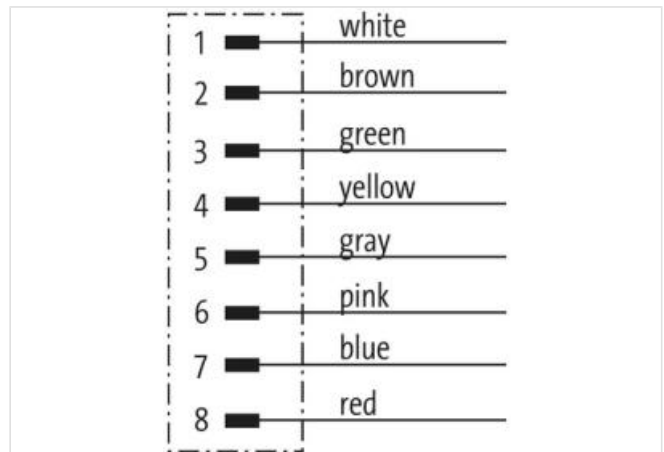 1 white
2 brown
3 green
4 yellow
5 gray
6 pink
7 blue
8 red